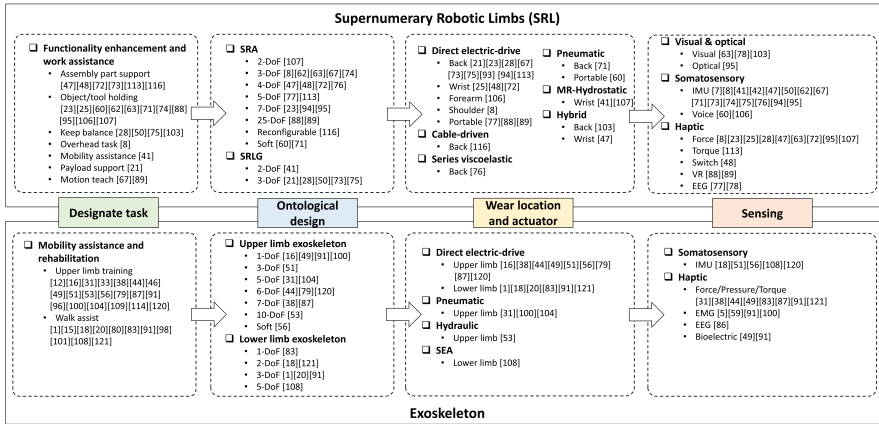 Supernumerary Robotic Limbs (SRL)
❑ Functionality enhancement and
work assistance
• Assembly part support
[47][48][72][73][113][116]
• Object/tool holding
[23][25][60][62][63][71][74][88]
[95][106][107]
• Keep balance [28][50][75][103]
• Overhead task [8]
• Mobility assistance [41]
• Payload support [21]
• Motion teach [67][89]
❑ SRA
• 2-DoF [107]
• 3-DoF [8][62][63][67][74]
• 4-DoF [47][48][72][76]
• 5-DoF [77][113]
• 7-DoF [23][94][95]
• 25-DoF [88][89]
• Reconfigurable [116]
• Soft [60][71]
❑ SRLG
• 2-DoF [41]
• 3-DoF [21][28][50][73][75]
❑ Direct electric-drive
• Back [21][23][28][67]
[73][75][93] [94][113]
• Wrist [25][48][72]
• Forearm [106]
• Shoulder [8]
• Portable [77][88][89]
❑ Cable-driven
• Back [116]
❑ Series viscoelastic
• Back [76]
❑ Pneumatic
• Back [71]
• Portable [60]
❑ MR-Hydrostatic
• Wrist [41][107]
❑ Hybrid
• Back [103]
• Wrist [47]
❑ Visual & optical
• Visual [63][78][103]
• Optical [95]
❑ Somatosensory
• IMU [7][8][41][42][47][50][62][67]
[71][73][74][75][76][94][95]
• Voice [60][106]
❑ Haptic
• Force [8][23][25][28][47][63][72][95][107]
• Torque [113]
• Switch [48]
• VR [88][89]
• EEG [77][78]
Designate task
Ontological
design
Wear location
and actuator
Sensing
❑ Mobility assistance and
rehabilitation
• Upper limb training
[12][16][31][33][38][44][46]
[49][51][53][56][79][87][91]
[96][100][104][109][114][120]
• Walk assist
[1][15][18][20][80][83][91][98]
[101][108][121]
❑ Upper limb exoskeleton
• 1-DoF [16][49][91][100]
• 3-DoF [51]
• 5-DoF [31][104]
• 6-DoF [44][79][120]
• 7-DoF [38][87]
• 10-DoF [53]
• Soft [56]
❑ Lower limb exoskeleton
• 1-DoF [83]
• 2-DoF [18][121]
• 3-DoF [1][20][91]
• 5-DoF [108]
❑ Direct electric-drive
• Upper limb [16][38][44][49][51][56][79]
[87][120]
• Lower limb [1][18][20][83][91][121]
❑ Pneumatic
• Upper limb [31][100][104]
❑ Hydraulic
• Upper limb [53]
❑ SEA
• Lower limb [108]
❑ Somatosensory
• IMU [18][51][56][108][120]
❑ Haptic
• Force/Pressure/Torque
[31][38][44][49][83][87][91][121]
• EMG [5][59][91][100]
• EEG [86]
• Bioelectric [49][91]
Exoskeleton